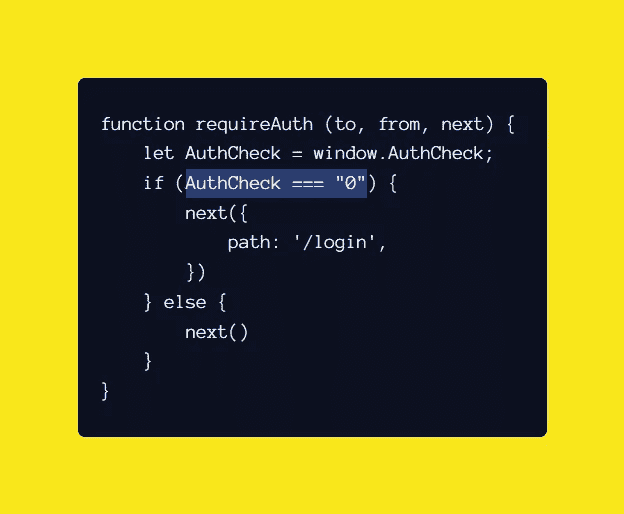 function requireAuth (to, from, next) {
    let AuthCheck = window.AuthCheck;
    if (AuthCheck === "0") {
        next({
            path: '/login',
        })
    } else {
        next()
    }
}